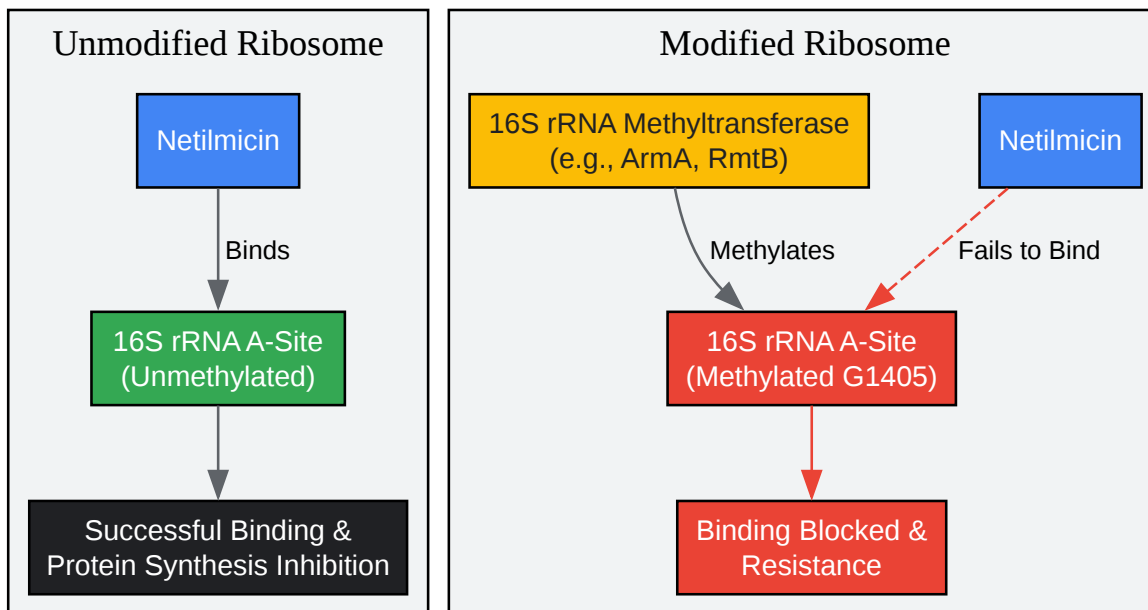 Unmodified Ribosome
Netilmicin
Binds
16S rRNA A-Site
(Unmethylated)
Successful Binding &
Protein Synthesis Inhibition
Modified Ribosome
16S rRNA Methyltransferase
(e.g., ArmA, RmtB)
Netilmicin
Methylates
Fails to Bind
16S rRNA A-Site
(Methylated G1405)
Binding Blocked &
Resistance